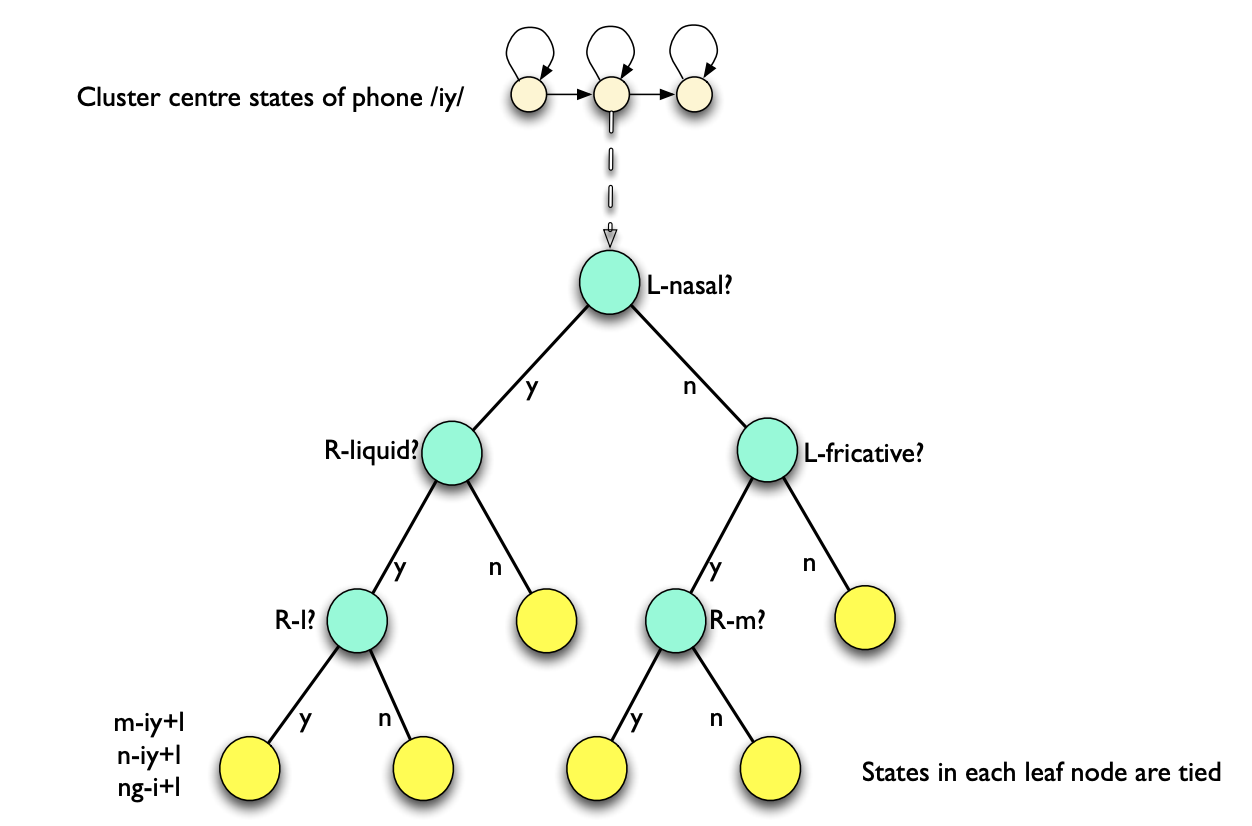 Cluster centre states of phone /iy/
L-nasal?
y
n
R-liquid?
L-fricative?
y
n
y
n
R-l?
R-m?
y
n
y
n
m-iy+l
n-iy+l
ng-i+l
States in each leaf node are tied